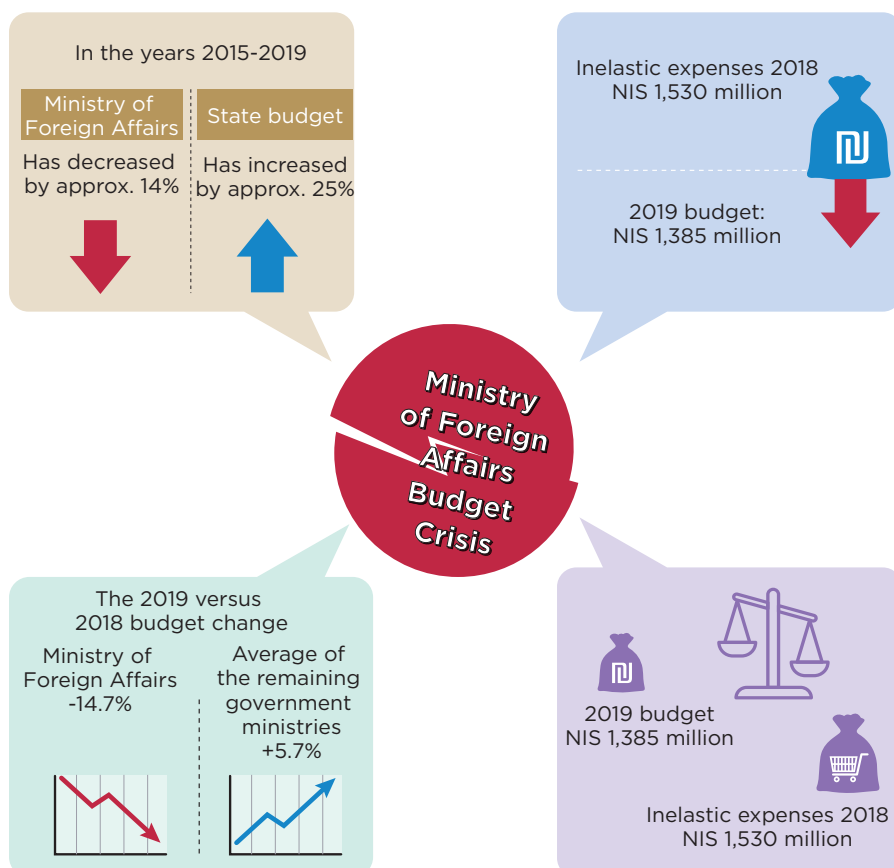 In the years 2015-2019
Ministry of
Foreign Affairs
Has decreased
by approx. 14%
State budget
Has increased
by approx. 25%
Inelastic expenses 2018
NIS 1,530 million
₪
2019 budget:
NIS 1,385 million
Ministry
of Foreign
Affairs
Budget
Crisis
The 2019 versus
2018 budget change
Ministry of
Foreign Affairs
-14.7%
Average of
the remaining
government
ministries
+5.7%
₪
2019 budget
NIS 1,385 million
Inelastic expenses 2018
NIS 1,530 million